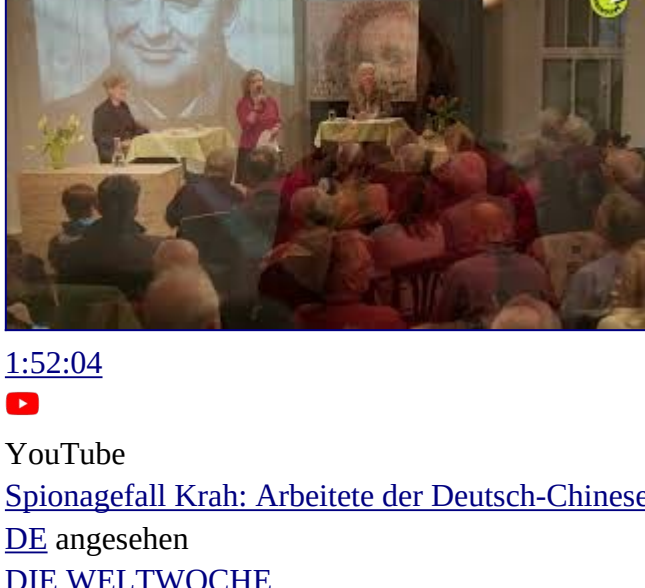 1:52:04
YouTube
Spionagefall Krah: Arbeitete der Deutsch-Chinese
DE angesehen
DIE WELTWOCHE